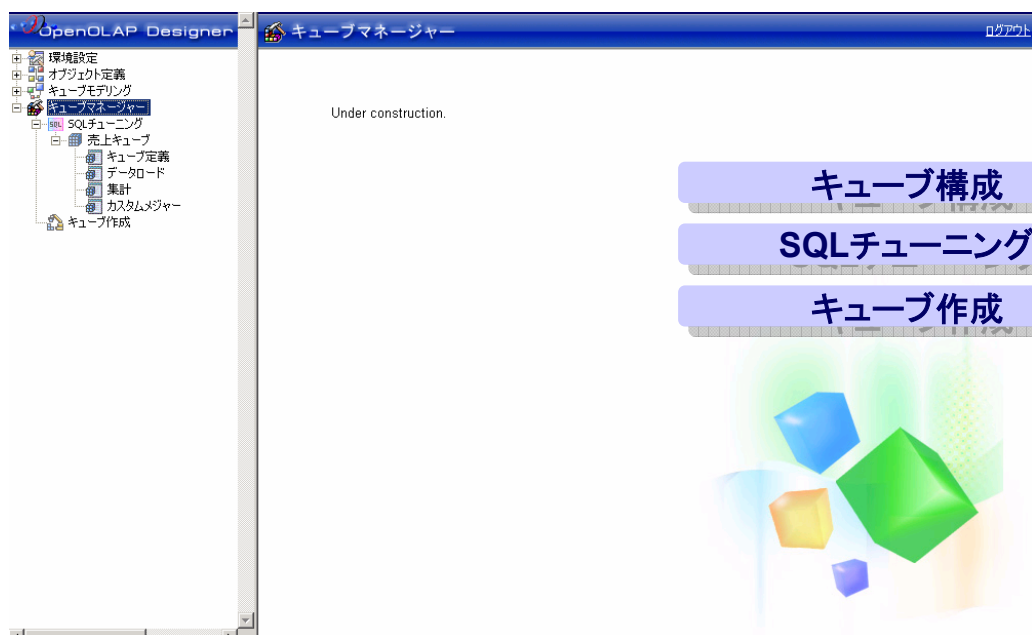 OpenOLAP Designer
キューブマネージャー
ログアウト
環境設定
オブジェクト定義
キューブモデリング
キューブマネージャー
SQL SQLチューニング
売上キューブ
キューブ定義
データロード
集計
カスタムメジャー
キューブ作成
Under construction.
キューブ構成
SQLチューニング
キューブ作成